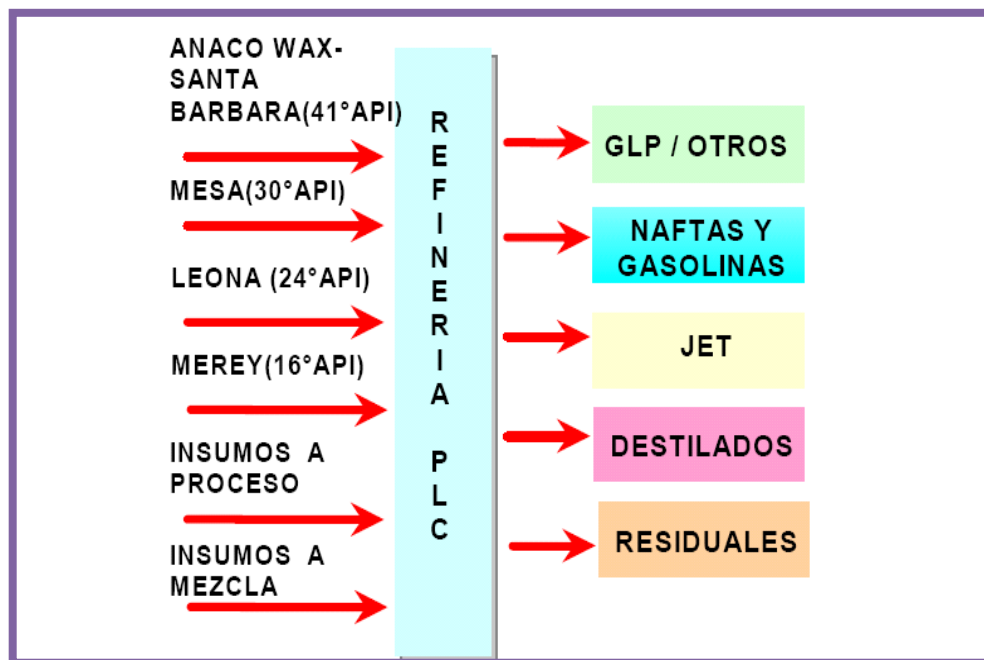 ANACO WAX-
SANTA
BARBARA(41°API)
MESA(30°API)
LEONA (24°API)
MEREY(16°API)
INSUMOS A
PROCESO
INSUMOS A
MEZCLA
REFINERIA PLC
GLP / OTROS
NAFTAS Y
GASOLINAS
JET
DESTILADOS
RESIDUALES